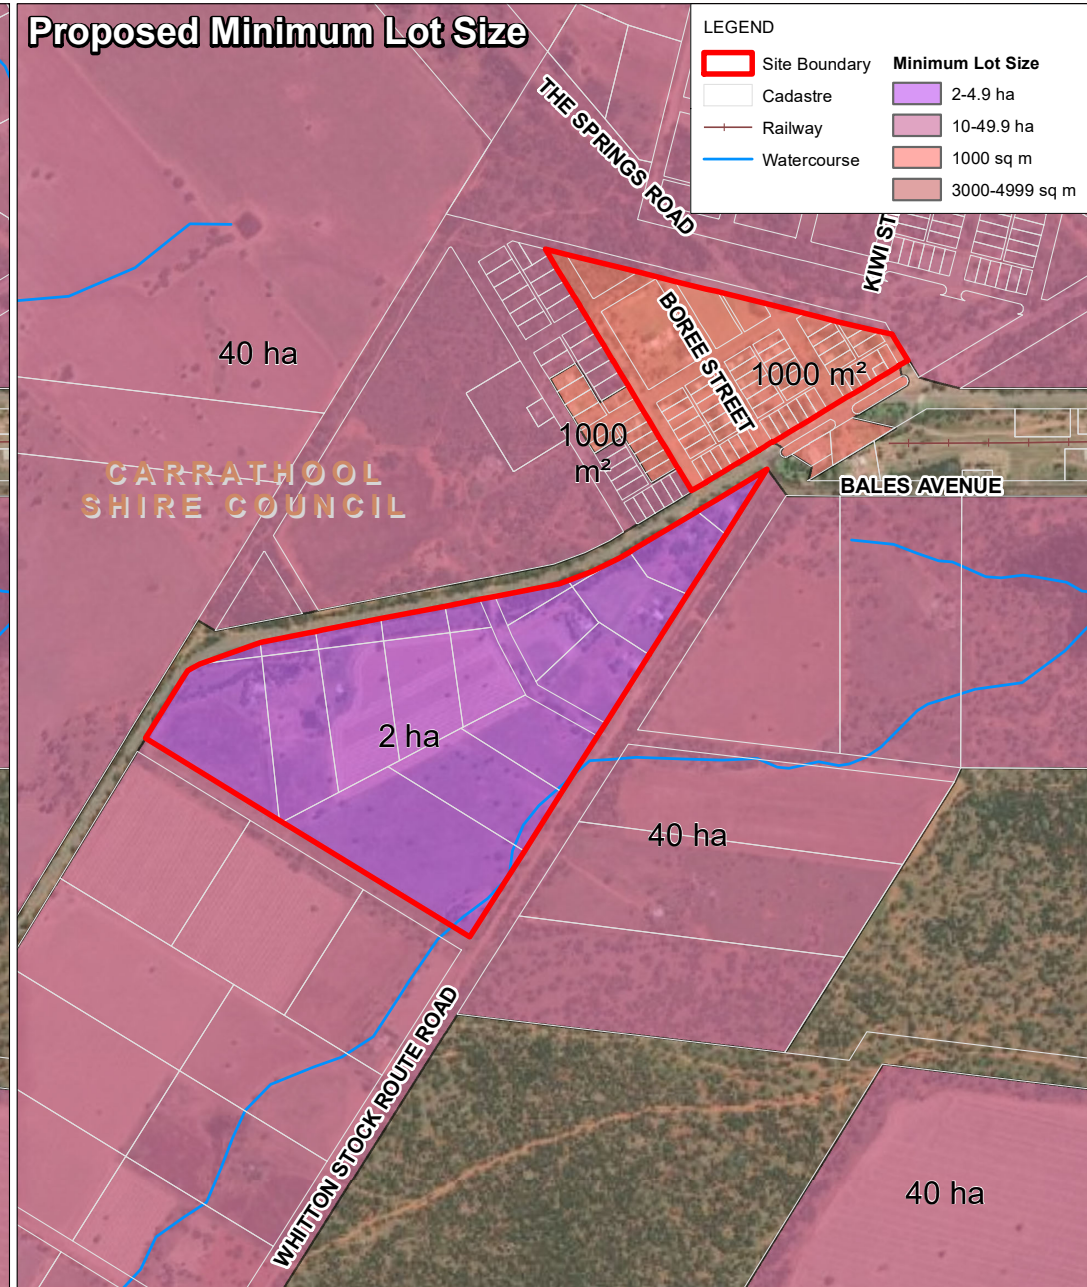 Proposed Minimum Lot Size
LEGEND
Site Boundary
Cadastre
Railway
Watercourse
Minimum Lot Size
2-4.9 ha
10-49.9 ha
1000 sq m
3000-4999 sq m
THE SPRINGS ROAD
KIWI ST
BOREE STREET
40 ha
1000 m²
1000
m²
CARRATHOOL
SHIRE COUNCIL
BALES AVENUE
2 ha
40 ha
WHITTON STOCK ROUTE ROAD
40 ha